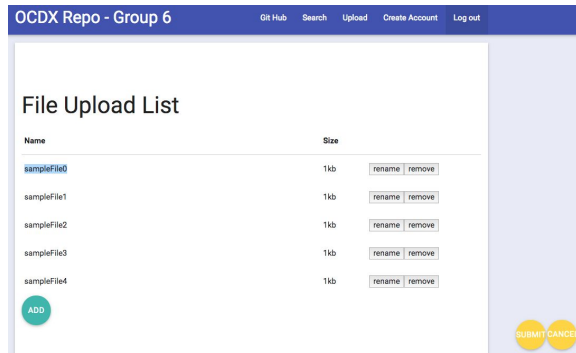 OCDX Repo - Group 6 Git Hub Search Upload Create Account Log out
File Upload List
Name Size
sampleFile0 1kb rename remove
sampleFile1 1kb rename remove
sampleFile2 1kb rename remove
sampleFile3 1kb rename remove
sampleFile4 1kb rename remove
ADD
SUBMIT CANCEL